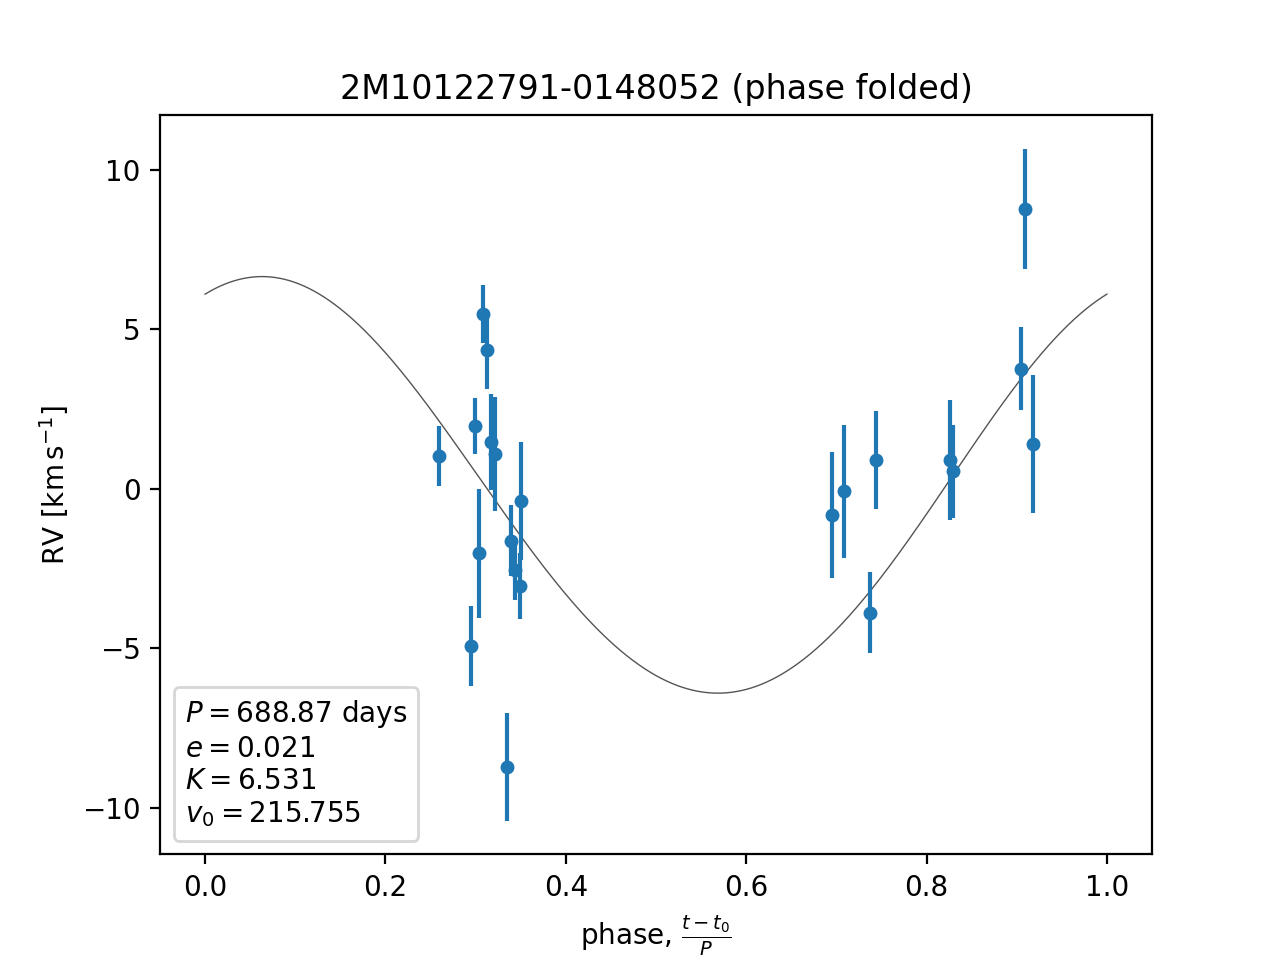 2M10122791-0148052 (phase folded)
RV [km s⁻¹]
10
5
0
−5
−10
P = 688.87 days
e = 0.021
K = 6.531
v₀ = 215.755
0.0 0.2 0.4 0.6 0.8 1.0
phase, (t − t₀)/P